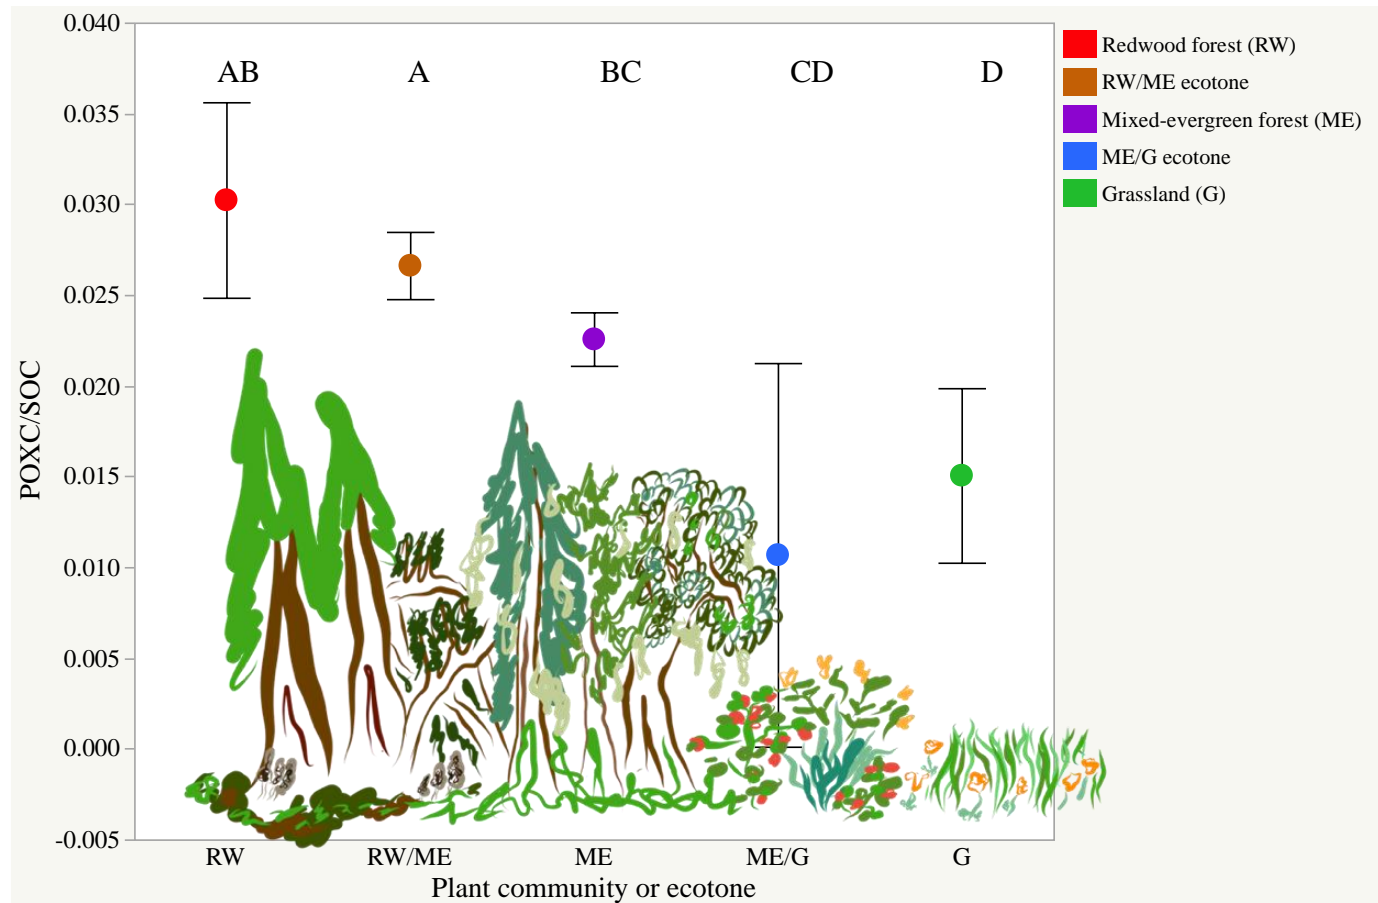 0.040
0.035
0.030
0.025
0.020
0.015
0.010
0.005
0.000
-0.005
POXC/SOC
AB A BC CD D
RW RW/ME ME ME/G G
Plant community or ecotone
Redwood forest (RW)
RW/ME ecotone
Mixed-evergreen forest (ME)
ME/G ecotone
Grassland (G)